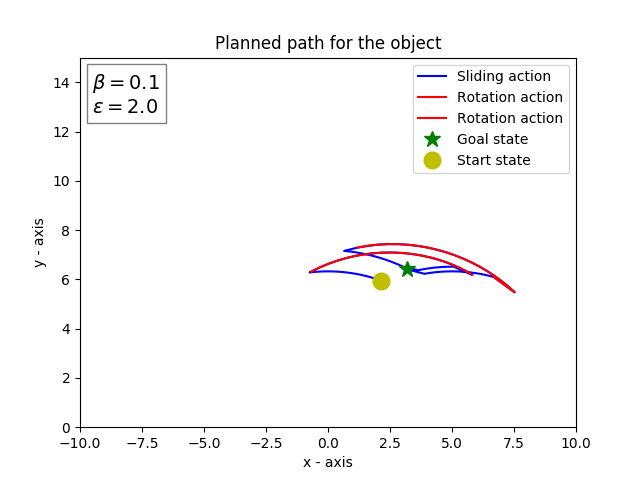 Planned path for the object
β = 0.1
ε = 2.0
Sliding action
Rotation action
Rotation action
Goal state
Start state
y - axis
14
12
10
8
6
4
2
0
−10.0 −7.5 −5.0 −2.5 0.0 2.5 5.0 7.5 10.0
x - axis